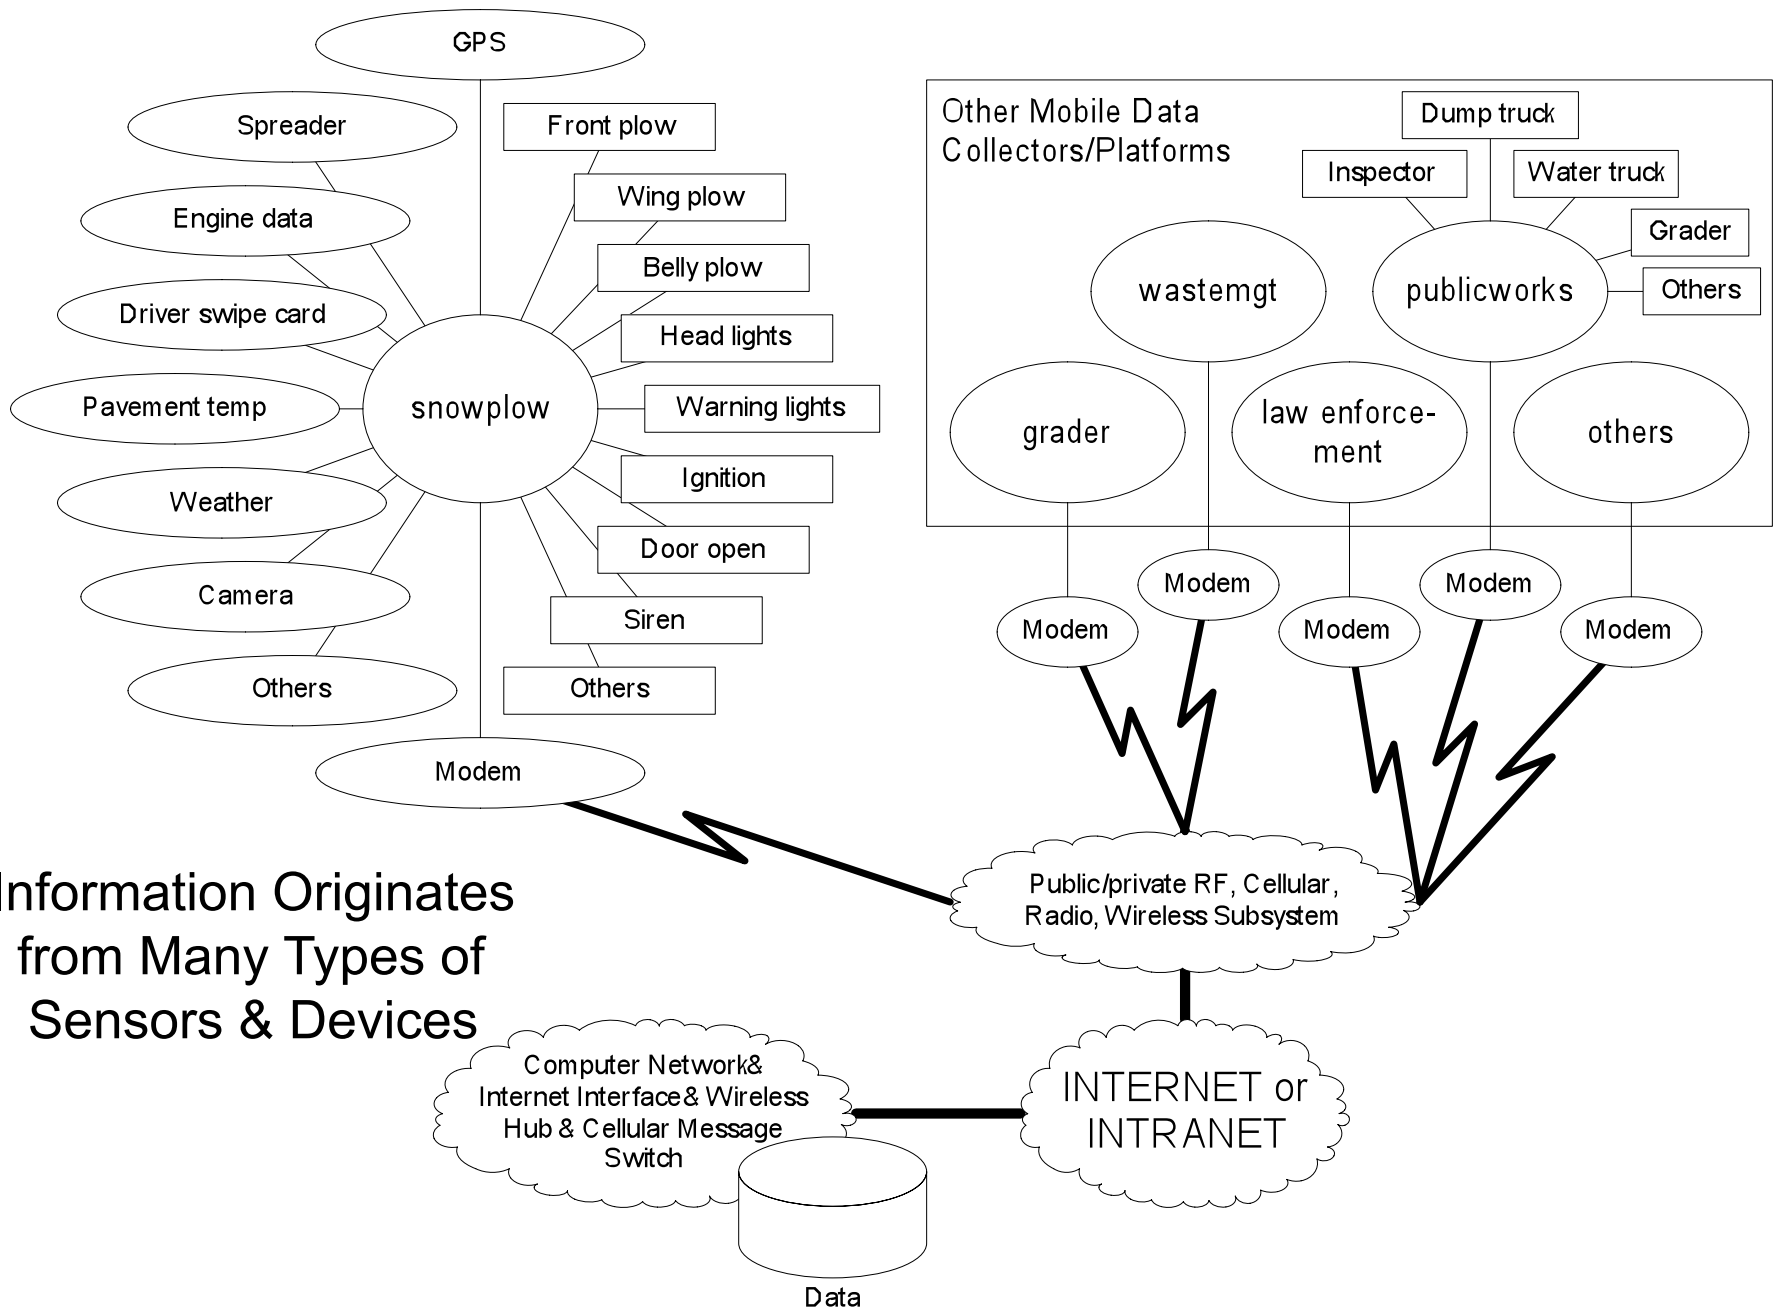 GPS
Spreader
Engine data
Driver swipe card
Pavement temp
Weather
Camera
Others
snowplow
Front plow
Wing plow
Belly plow
Head lights
Warning lights
Ignition
Door open
Siren
Others
Modem
Other Mobile Data
Collectors/Platforms
Dump truck
Inspector
Water truck
Grader
Others
wastemgt
publicworks
grader
law enforce-
ment
others
Modem
Modem
Modem
Modem
Modem
Public/private RF, Cellular,
Radio, Wireless Subsystem
Information Originates
from Many Types of
Sensors & Devices
Computer Network&
Internet Interface& Wireless
Hub & Cellular Message
Switch
INTERNET or
INTRANET
Data